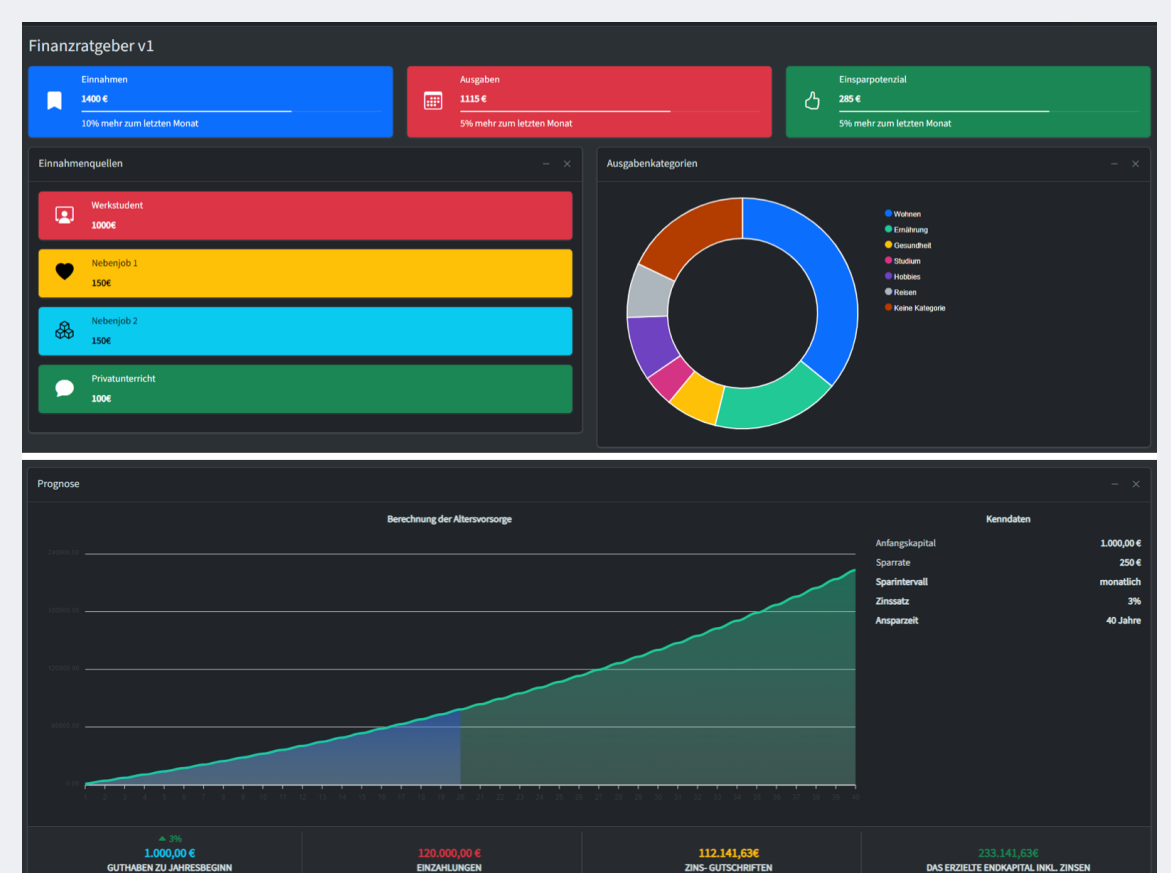 Finanzratgeber v1
Einnahmen
1400 €
10% mehr zum letzten Monat
Ausgaben
1115 €
5% mehr zum letzten Monat
Einsparpotenzial
285 €
5% mehr zum letzten Monat
Einnahmenquellen
Werkstudent
1000€
Nebenjob 1
150€
Nebenjob 2
150€
Privatunterricht
100€
Ausgabenkategorien
Wohnen
Ernährung
Gesundheit
Studium
Hobbies
Reisen
Keine Kategorie
Prognose
Berechnung der Altersvorsorge
Kenndaten
Anfangskapital 1.000,00 €
Sparrate 250 €
Sparintervall monatlich
Zinssatz 3%
Ansparzeit 40 Jahre
3%
1.000,00 €
GUTHABEN ZU JAHRESBEGINN
120.000,00 €
EINZAHLUNGEN
112.141,63€
ZINS- GUTSCHRIFTEN
233.141,63€
DAS ERZIELTE ENDKAPITAL INKL. ZINSEN